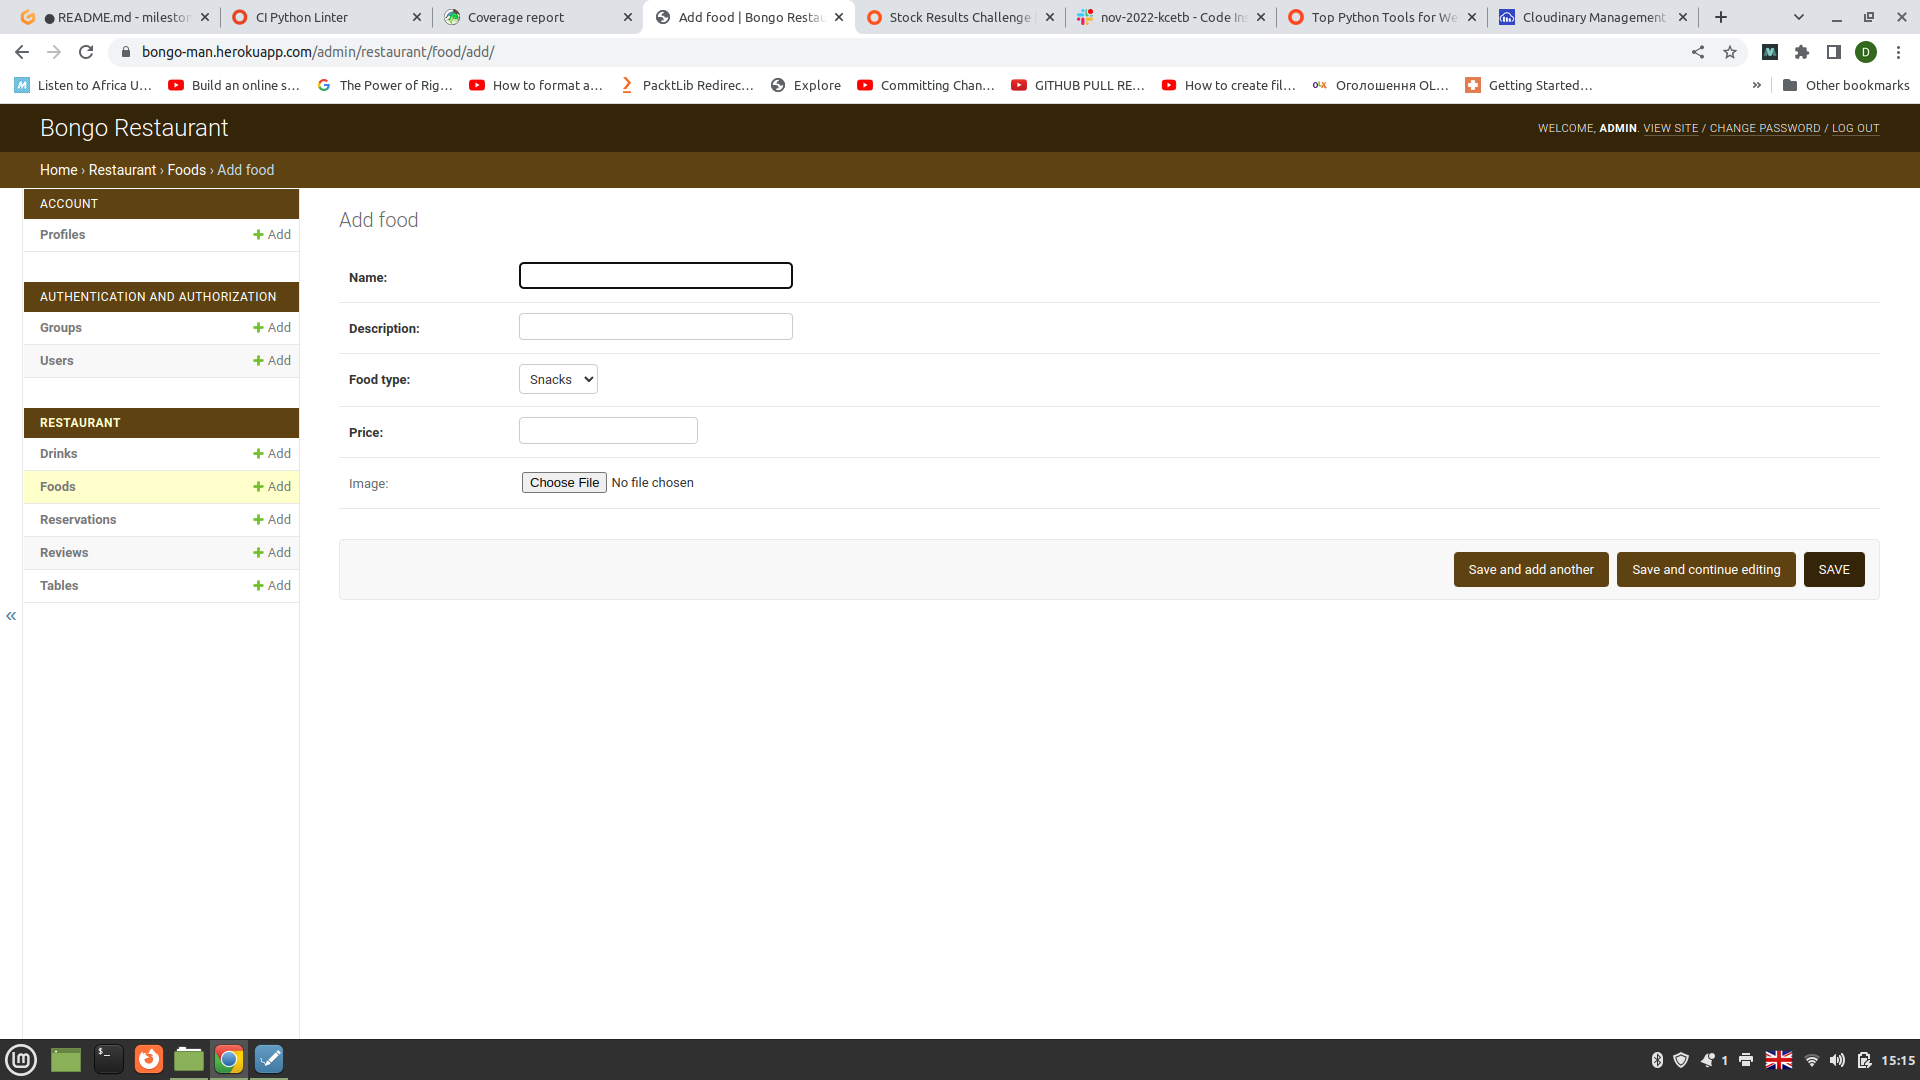 README.md - mileston
CI Python Linter
Coverage report
Add food | Bongo Restau
Stock Results Challenge
nov-2022-kcetb - Code Ins
Top Python Tools for We
Cloudinary Management
bongo-man.herokuapp.com/admin/restaurant/food/add/
D
Listen to Africa U...
Build an online s...
The Power of Rig...
How to format a...
PacktLib Redirec...
Explore
Committing Chan...
GITHUB PULL RE...
How to create fil...
Оголошення OL...
Getting Started...
»
Other bookmarks
Bongo Restaurant
WELCOME, ADMIN. VIEW SITE / CHANGE PASSWORD / LOG OUT
Home › Restaurant › Foods › Add food
ACCOUNT
Profiles
Add
AUTHENTICATION AND AUTHORIZATION
Groups
Add
Users
Add
RESTAURANT
Drinks
Add
Foods
Add
Reservations
Add
Reviews
Add
Tables
Add
«
Add food
Name:
Description:
Food type:
Snacks
Price:
Image:
Choose File No file chosen
Save and add another
Save and continue editing
SAVE
1
15:15